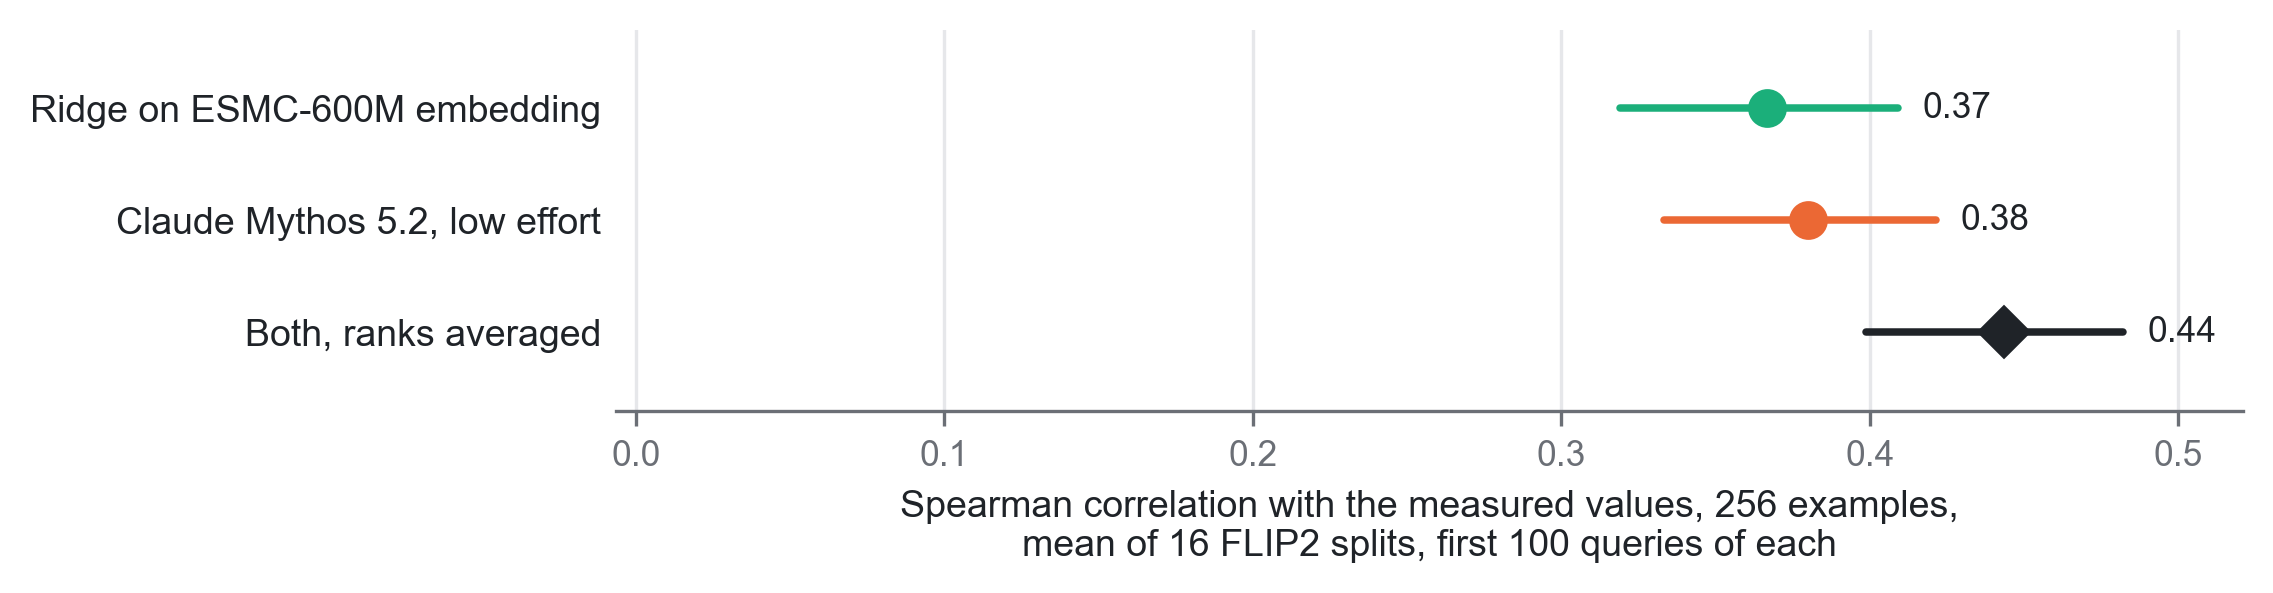 Ridge on ESMC-600M embedding
0.37
Claude Mythos 5.2, low effort
0.38
Both, ranks averaged
0.44
0.0 0.1 0.2 0.3 0.4 0.5
Spearman correlation with the measured values, 256 examples,
mean of 16 FLIP2 splits, first 100 queries of each